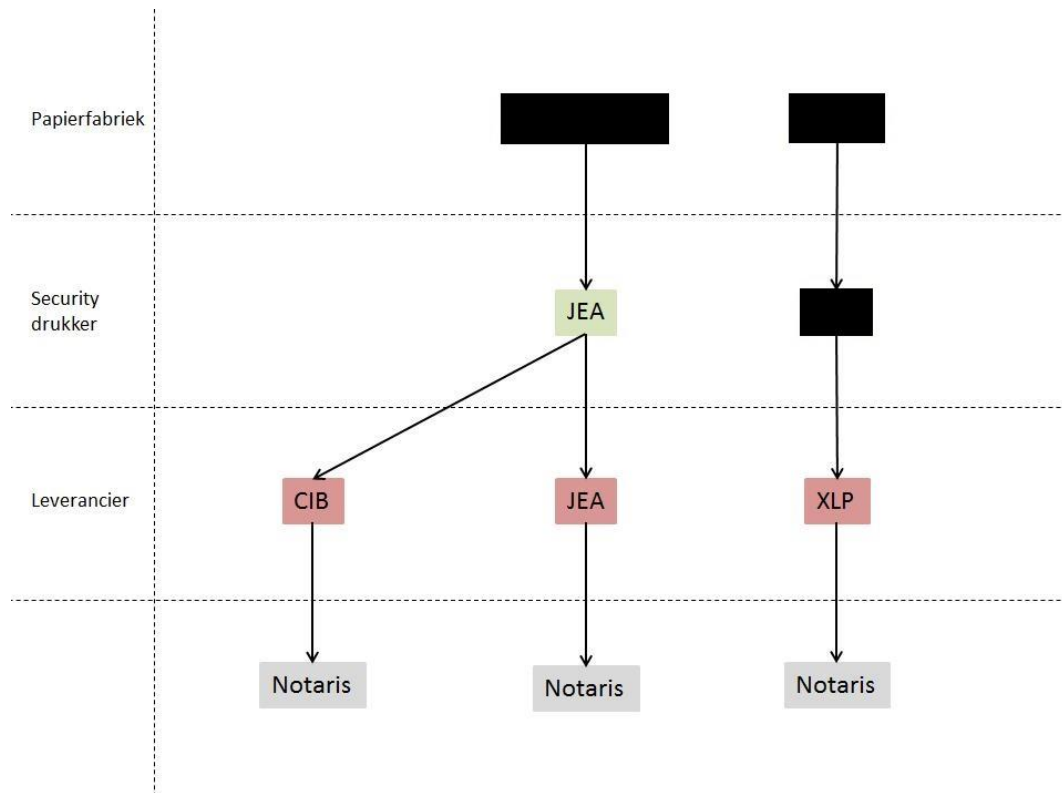 Papierfabriek
Security
drukker
JEA
Leverancier
CIB
JEA
XLP
Notaris
Notaris
Notaris